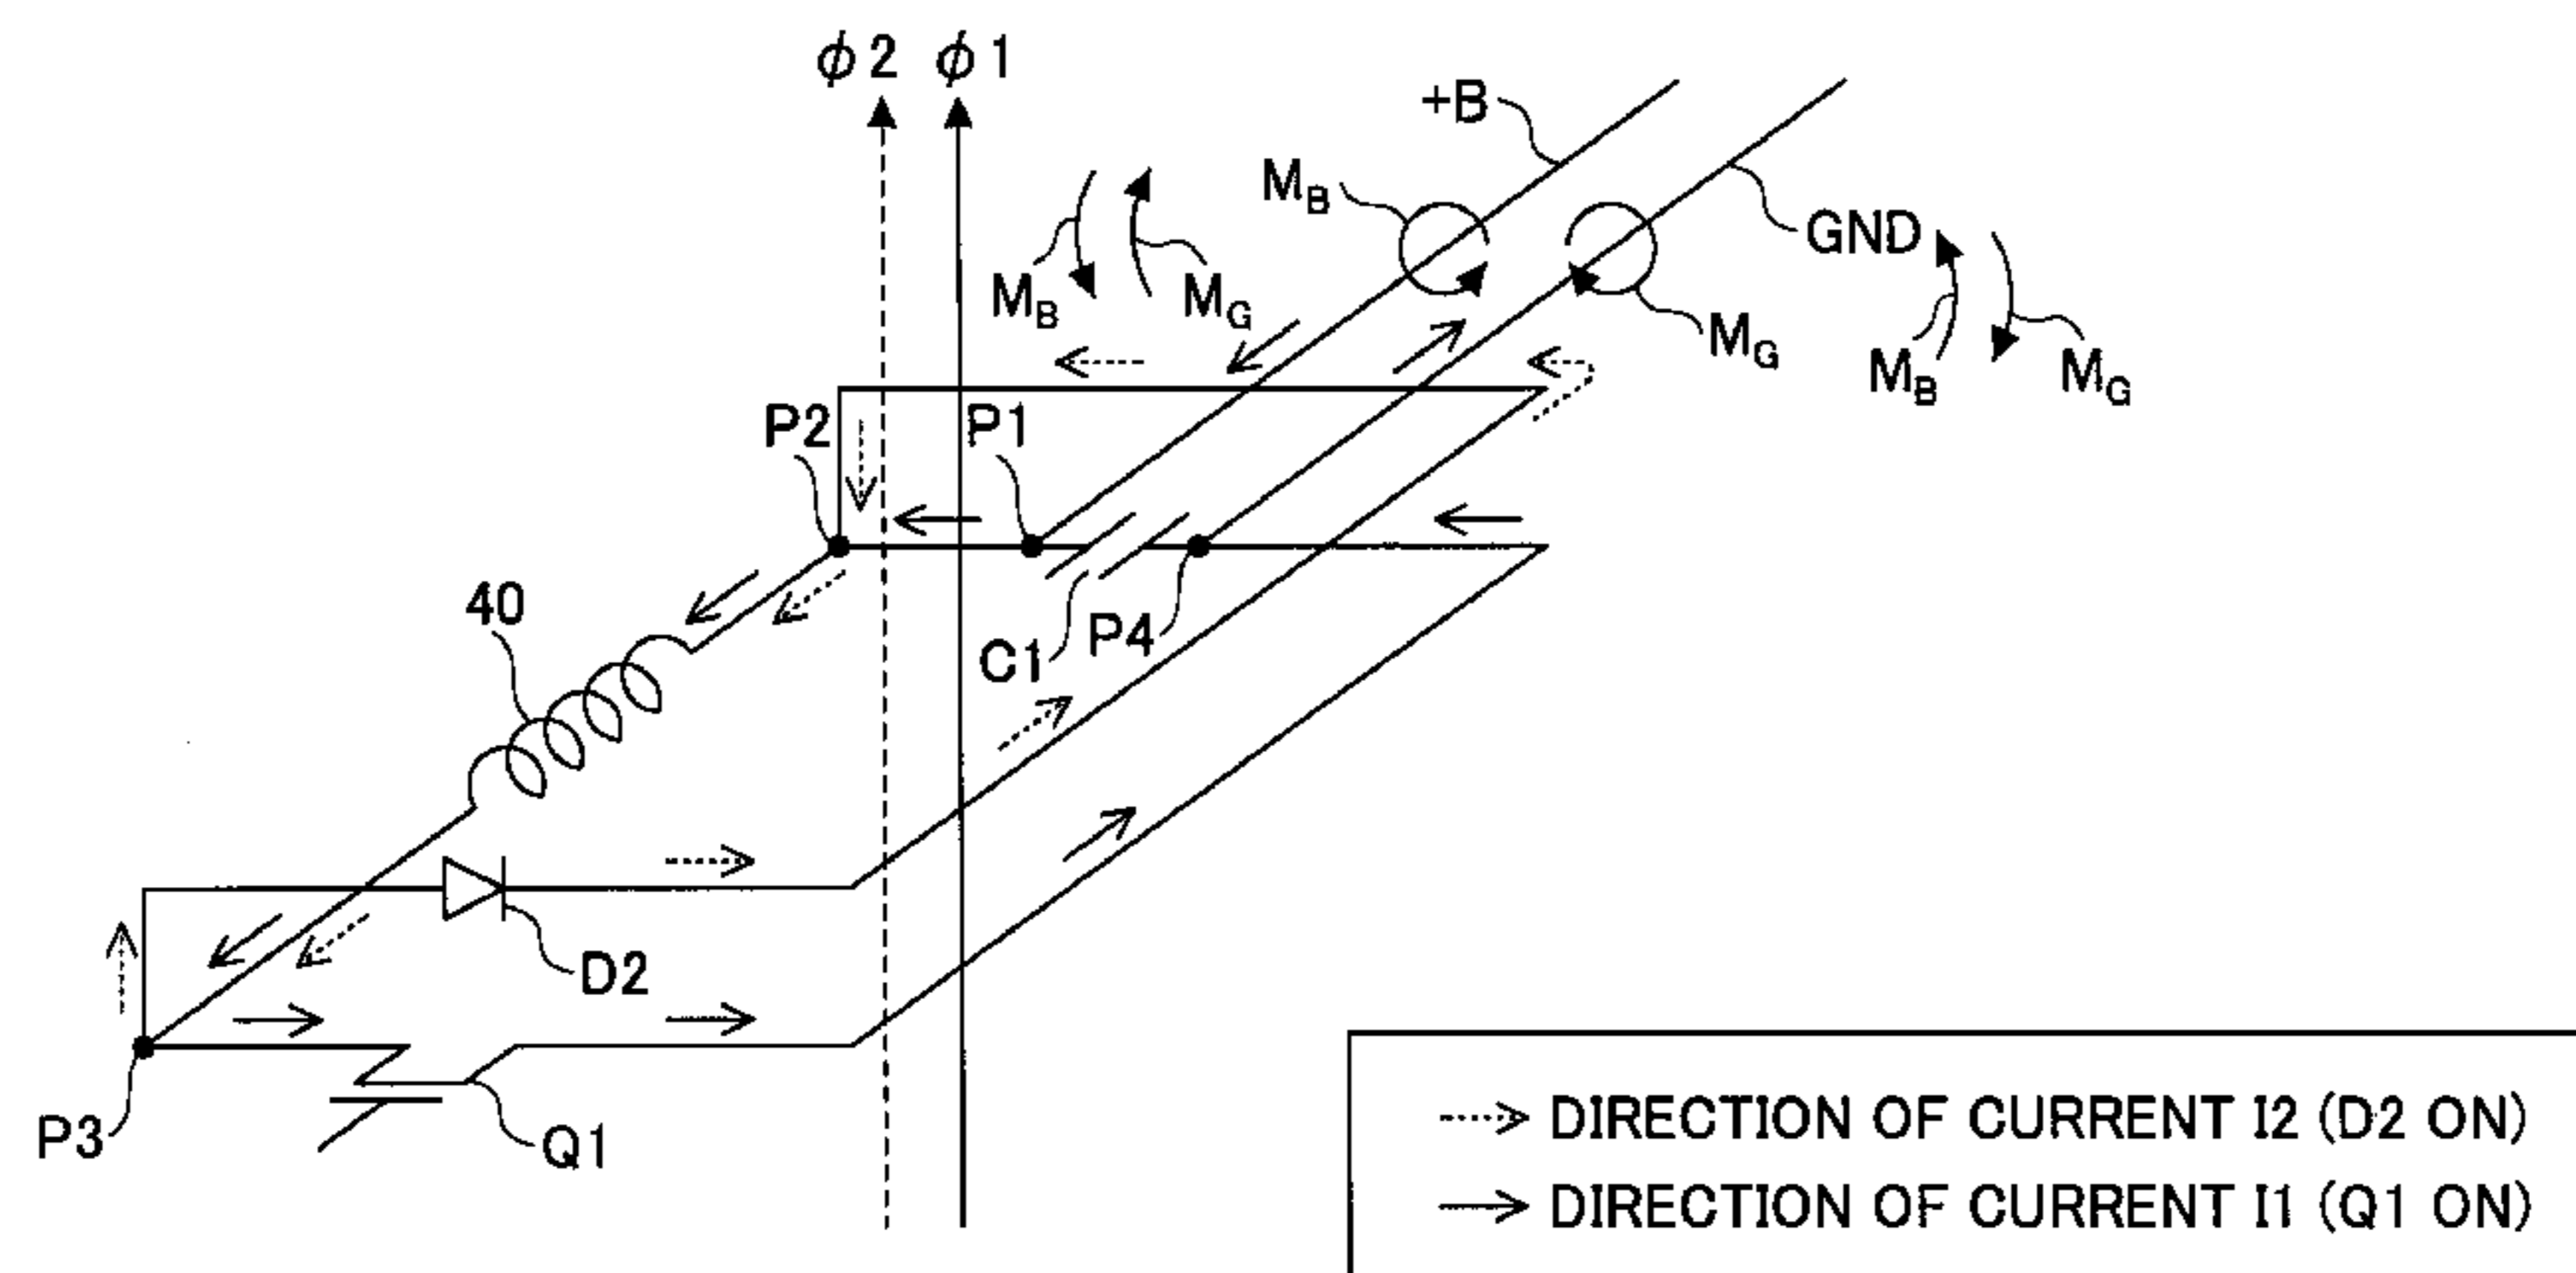 ϕ2 ϕ1
+B
M_B
GND
M_B M_G
M_G
M_B M_G
P2 P1
40
C1 P4
D2
P3
Q1
DIRECTION OF CURRENT I2 (D2 ON)
DIRECTION OF CURRENT I1 (Q1 ON)